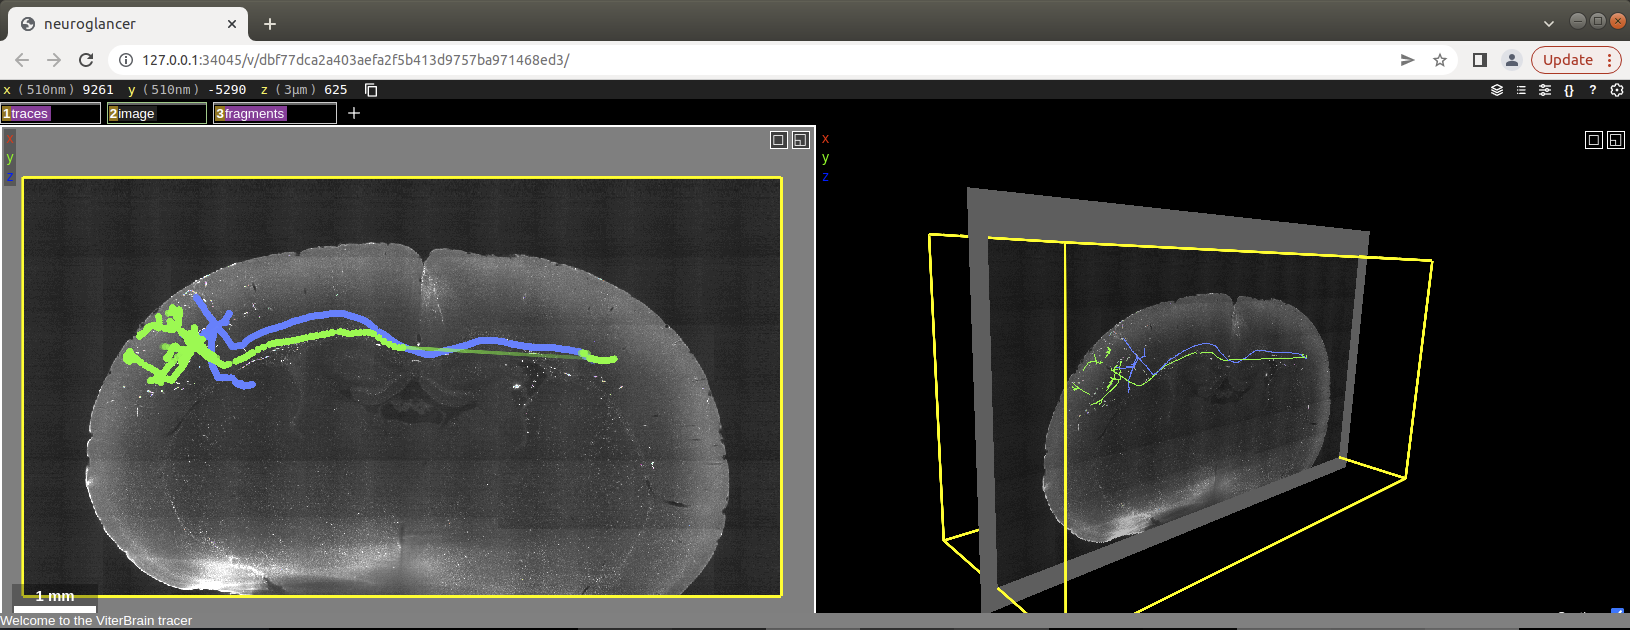 neuroglancer
127.0.0.1:34045/v/dbf77dca2a403aefa2f5b413d9757ba971468ed3/
Update
x (510nm) 9261 y (510nm) -5290 z (3µm) 625
{} ?
1traces 2image 3fragments +
x
y
z
x
y
z
1 mm
Welcome to the ViterBrain tracer